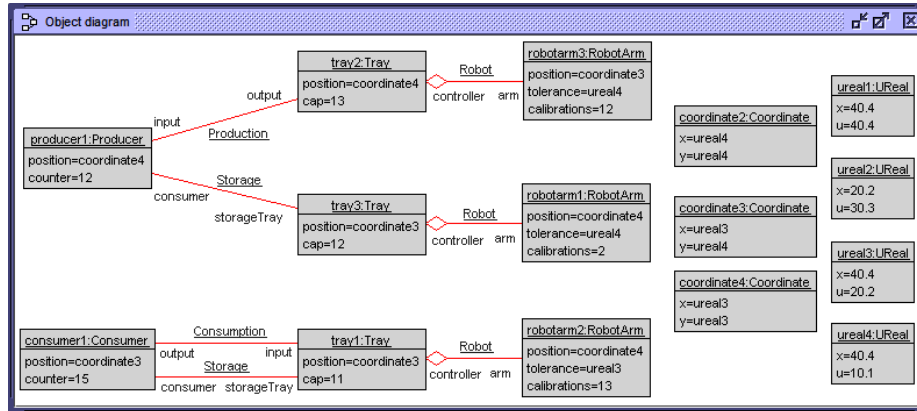 Object diagram
tray2:Tray
position=coordinate4
cap=13
Robot
controller
arm
robotarm3:RobotArm
position=coordinate3
tolerance=ureal4
calibrations=12
output
input
Production
producer1:Producer
position=coordinate4
counter=12
Storage
consumer
storageTray
tray3:Tray
position=coordinate3
cap=12
Robot
controller
arm
robotarm1:RobotArm
position=coordinate4
tolerance=ureal4
calibrations=2
consumer1:Consumer
position=coordinate3
counter=15
Consumption
output
input
Storage
consumer
storageTray
tray1:Tray
position=coordinate3
cap=11
Robot
controller
arm
robotarm2:RobotArm
position=coordinate4
tolerance=ureal3
calibrations=13
coordinate2:Coordinate
x=ureal4
y=ureal4
coordinate3:Coordinate
x=ureal3
y=ureal4
coordinate4:Coordinate
x=ureal3
y=ureal3
ureal1:UReal
x=40.4
u=40.4
ureal2:UReal
x=20.2
u=30.3
ureal3:UReal
x=40.4
u=20.2
ureal4:UReal
x=40.4
u=10.1